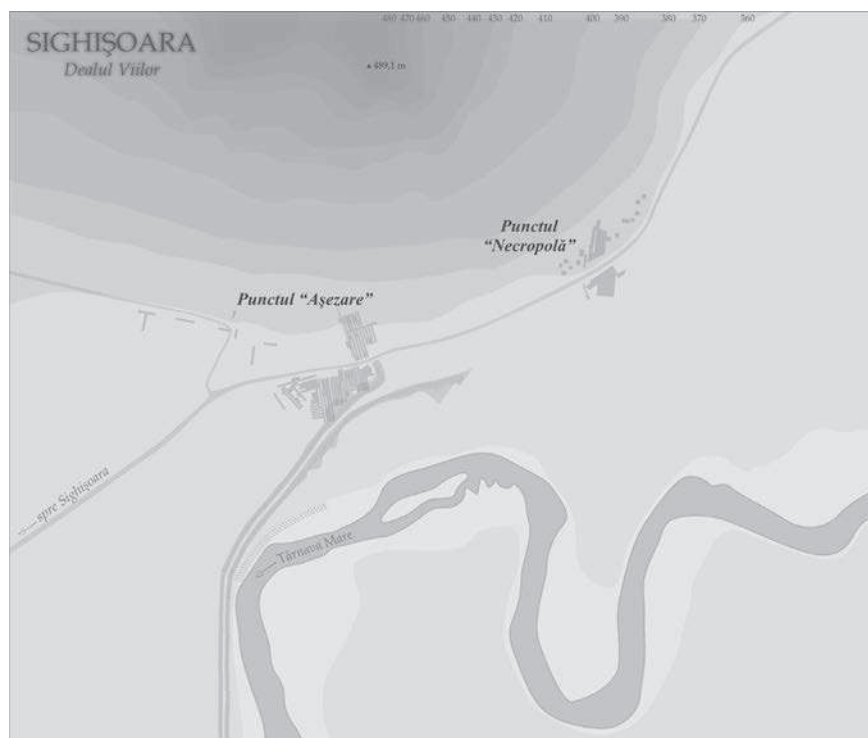 SIGHIŞOARA
Dealul Viilor
480 470 460 450 440 430 420 410 400 390 380 370 360
▲ 489,1 m
Punctul
“Necropolă”
Punctul “Aşezare”
spre Sighişoara
Târnava Mare